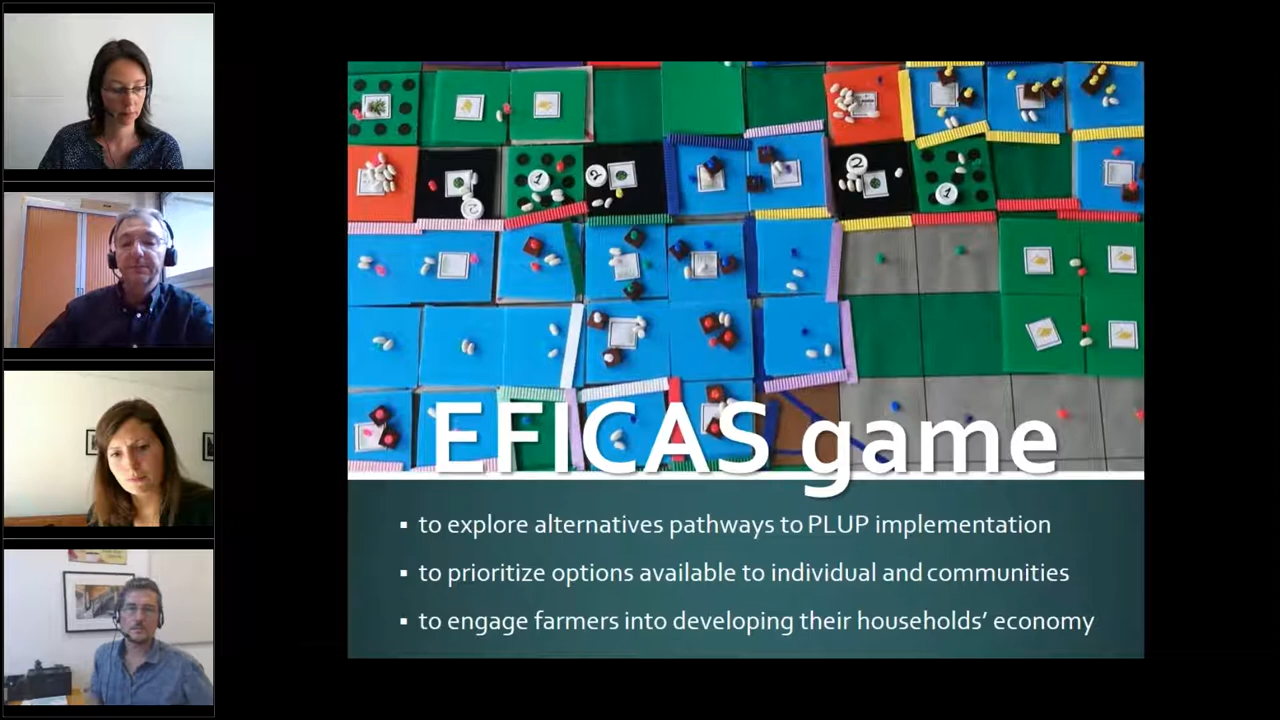 EFICAS game
▪ to explore alternatives pathways to PLUP implementation
▪ to prioritize options available to individual and communities
▪ to engage farmers into developing their households’ economy